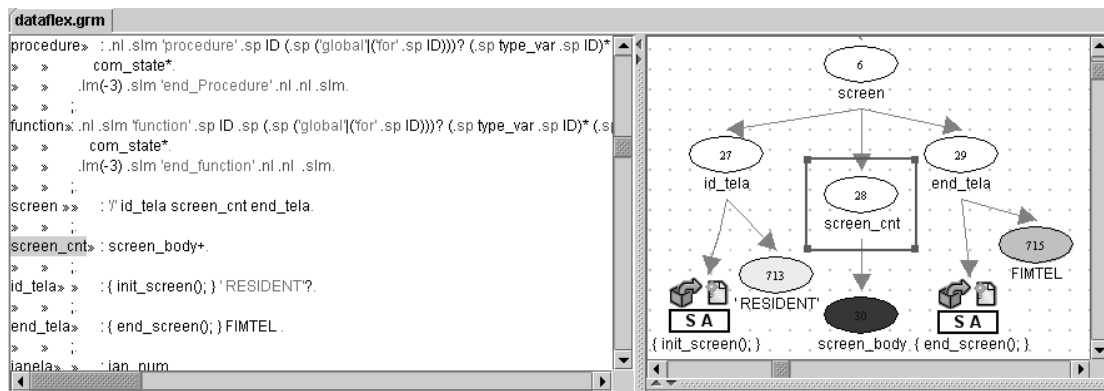 dataflex.grm
procedure» : .nl .slm 'procedure' .sp ID (.sp ('global'|('for' .sp ID)))? (.sp type_var .sp ID)*
» » com_state*.
» » .lm(-3) .slm 'end_Procedure' .nl .nl .slm.
» » ;.
function» .nl .slm 'function' .sp ID .sp (.sp ('global'|('for' .sp ID)))? (.sp type_var .sp ID)* (.s
» » com_state*.
» » .lm(-3) .slm 'end_function' .nl .nl .slm.
» » ;.
screen »» : '/' id_tela screen_cnt end_tela.
» » ;.
screen_cnt» : screen_body+.
» » ;.
id_tela» » : { init_screen(); } ' RESIDENT'?.
» » ;.
end_tela» : { end_screen(); } FIMTEL .
» » ;.
janela» » : jan_num
6
screen
27
id_tela
28
screen_cnt
29
end_tela
713
'RESIDENT'
715
FIMTEL
S A
{ init_screen(); }
30
screen_body
S A
{ end_screen(); }